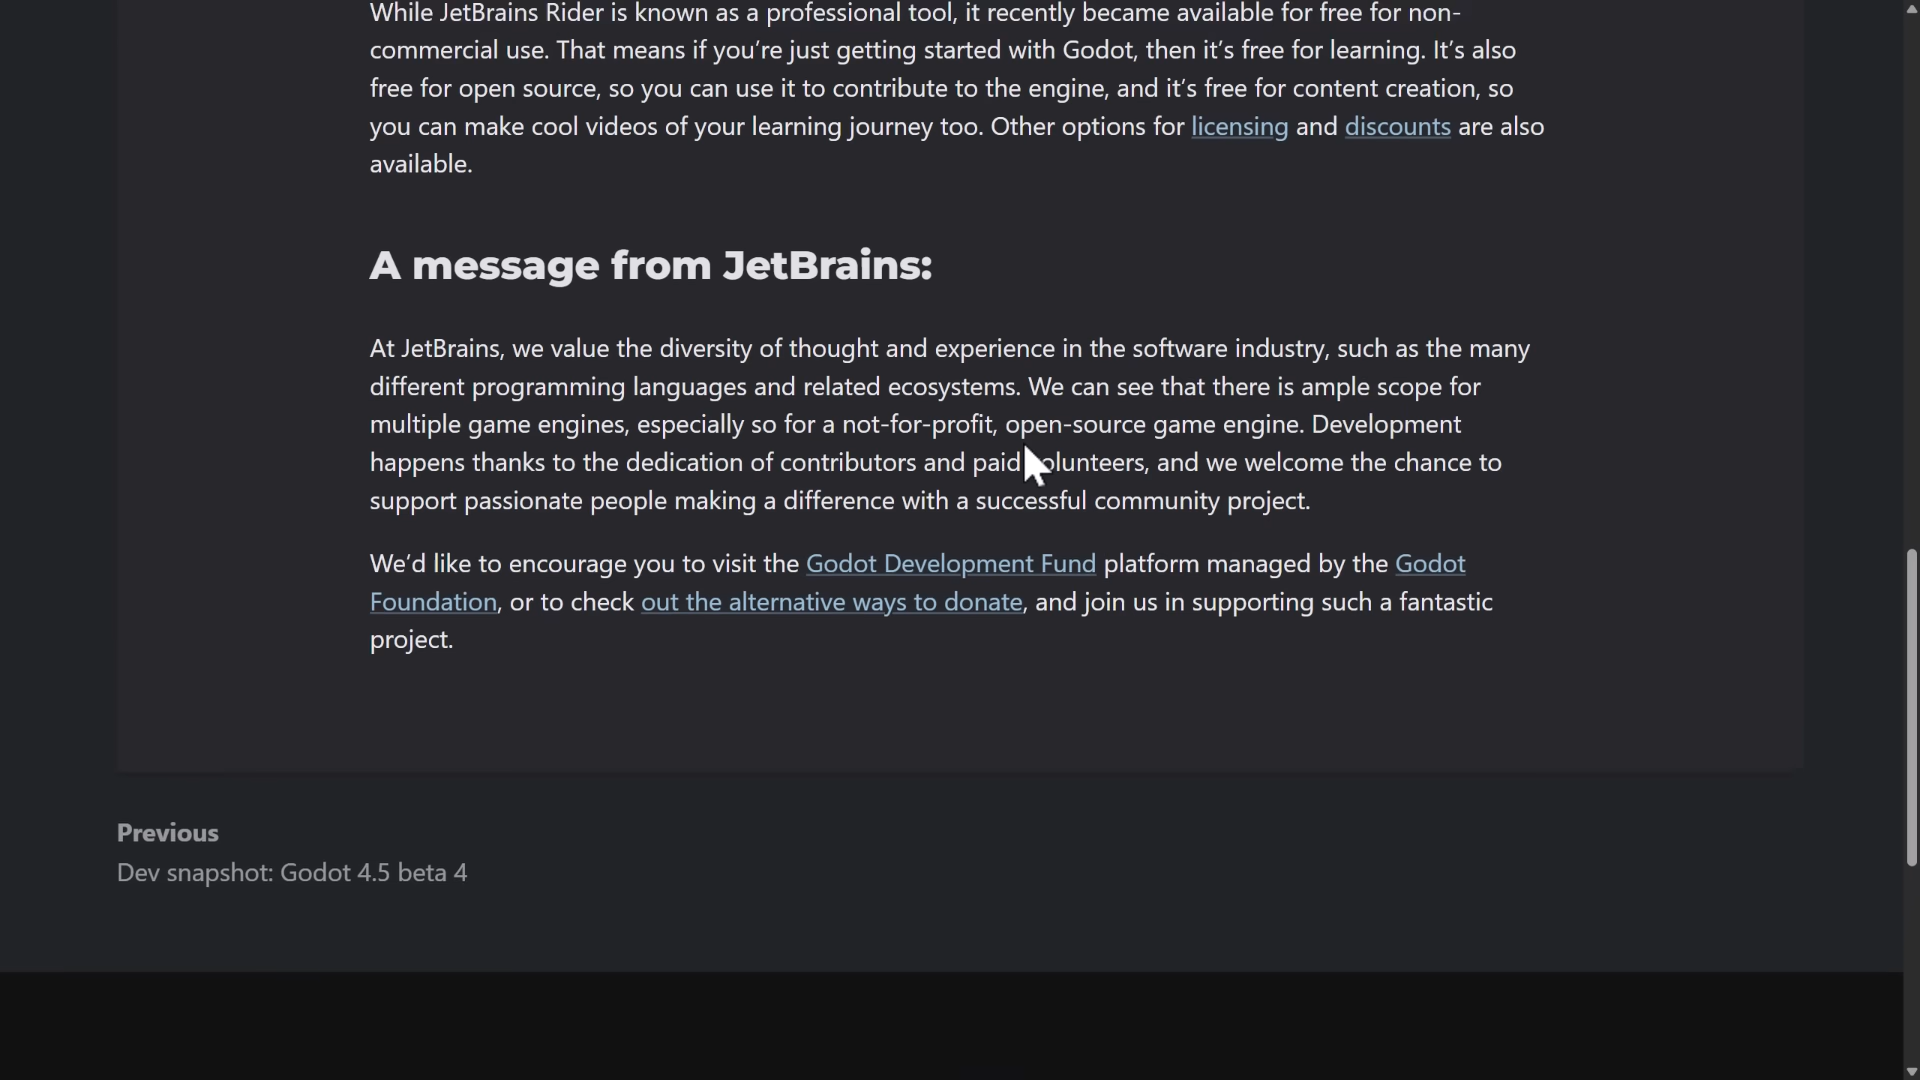 While JetBrains Rider is known as a professional tool, it recently became available for free for non-
commercial use. That means if you’re just getting started with Godot, then it’s free for learning. It’s also
free for open source, so you can use it to contribute to the engine, and it’s free for content creation, so
you can make cool videos of your learning journey too. Other options for licensing and discounts are also
available.
A message from JetBrains:
At JetBrains, we value the diversity of thought and experience in the software industry, such as the many
different programming languages and related ecosystems. We can see that there is ample scope for
multiple game engines, especially so for a not-for-profit, open-source game engine. Development
happens thanks to the dedication of contributors and paid volunteers, and we welcome the chance to
support passionate people making a difference with a successful community project.
We’d like to encourage you to visit the Godot Development Fund platform managed by the Godot
Foundation, or to check out the alternative ways to donate, and join us in supporting such a fantastic
project.
Previous
Dev snapshot: Godot 4.5 beta 4